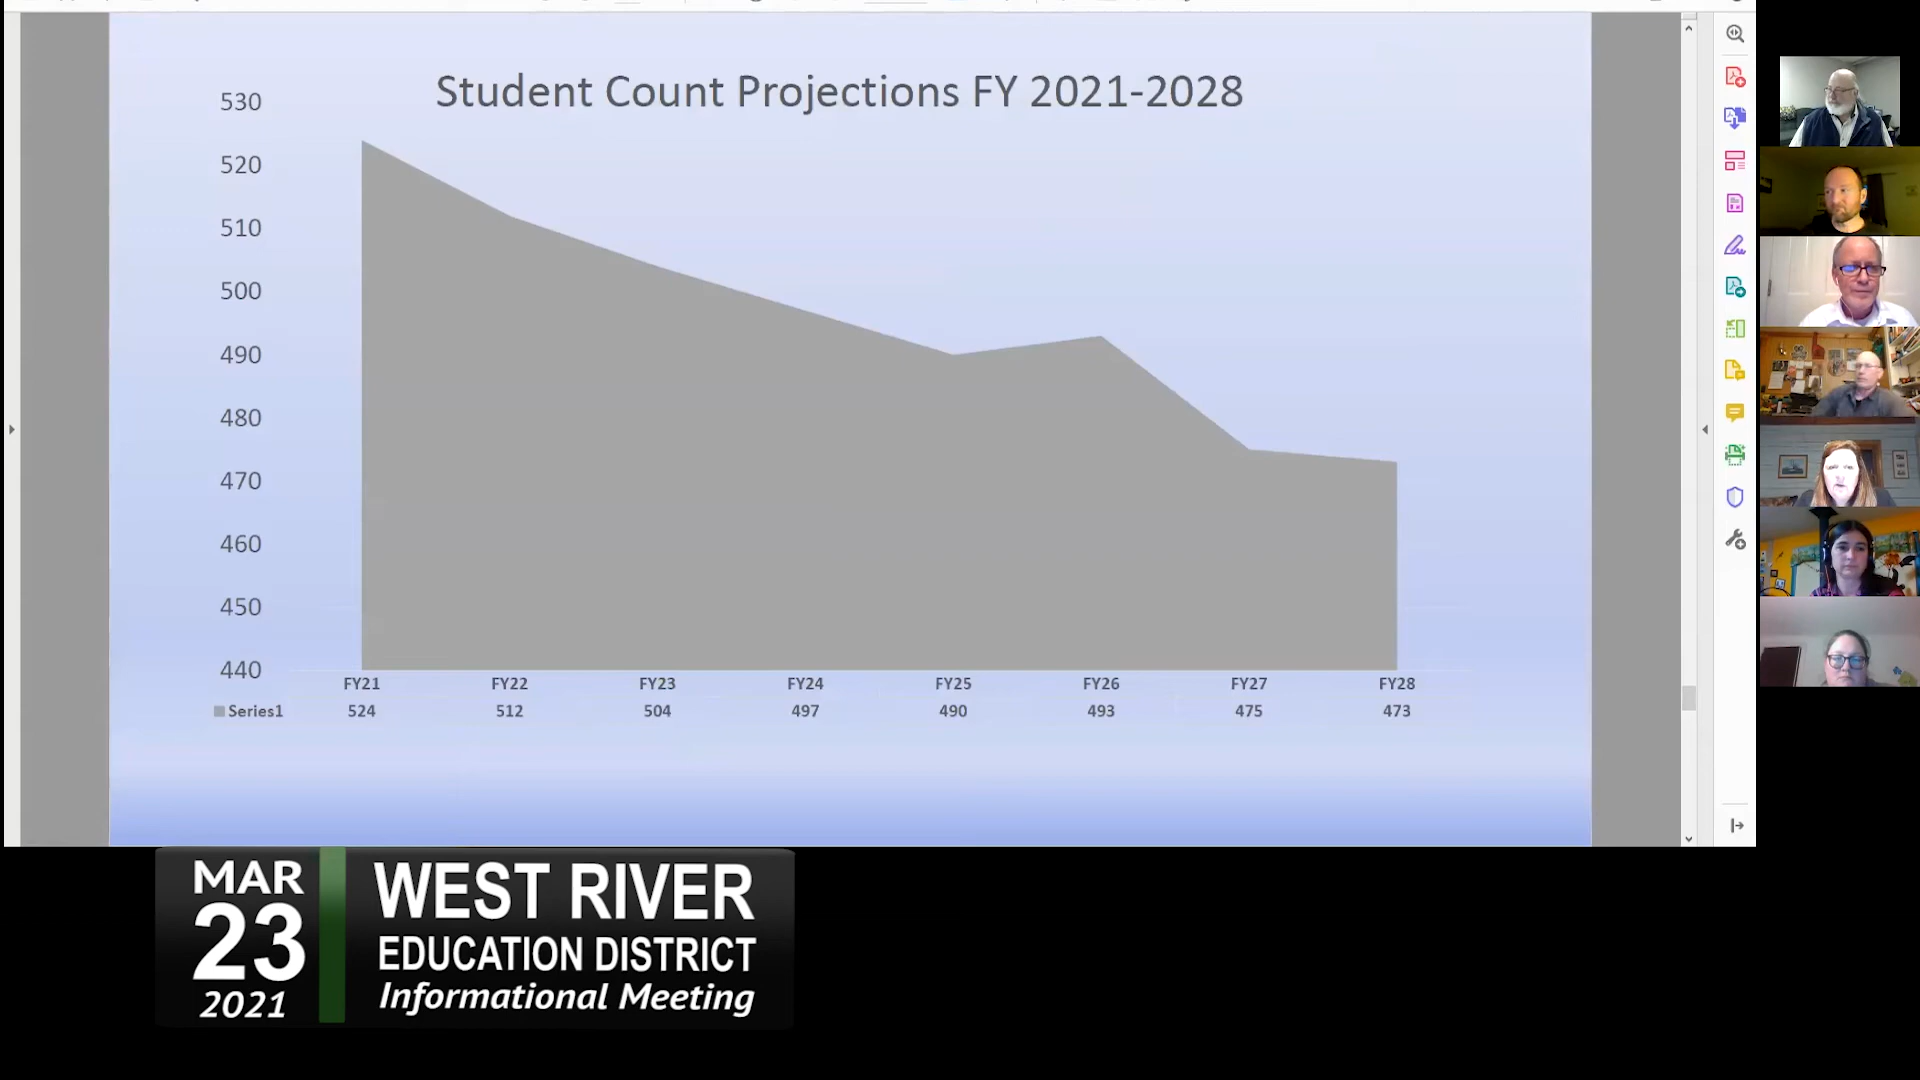 Student Count Projections FY 2021-2028
530
520
510
500
490
480
470
460
450
440
FY21 FY22 FY23 FY24 FY25 FY26 FY27 FY28
Series1 524 512 504 497 490 493 475 473
MAR
23
2021
WEST RIVER
EDUCATION DISTRICT
Informational Meeting